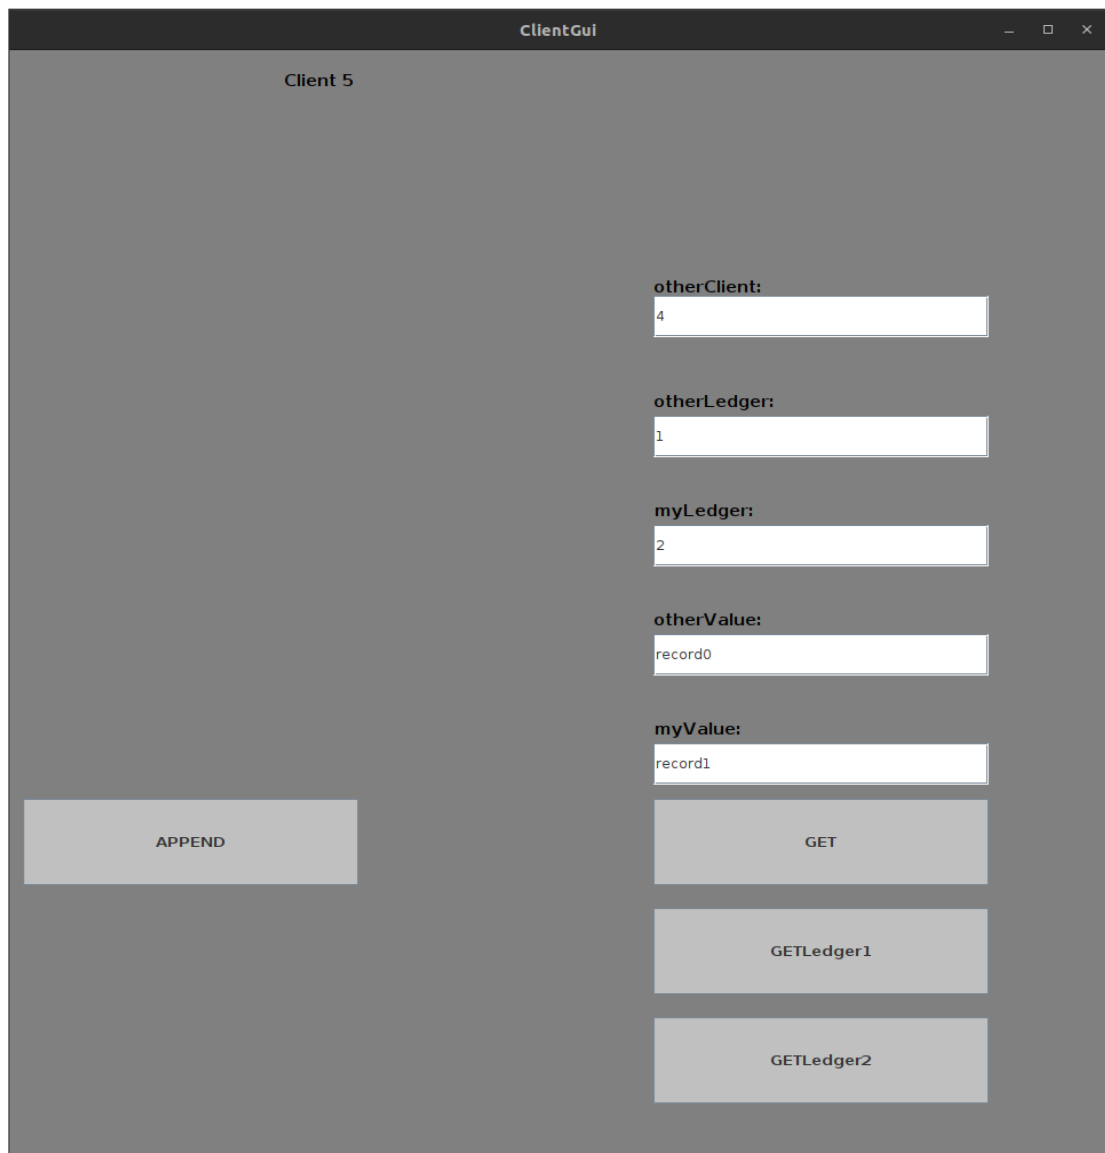 ClientGui
Client 5
otherClient:
4
otherLedger:
1
myLedger:
2
otherValue:
record0
myValue:
record1
APPEND
GET
GETLedger1
GETLedger2